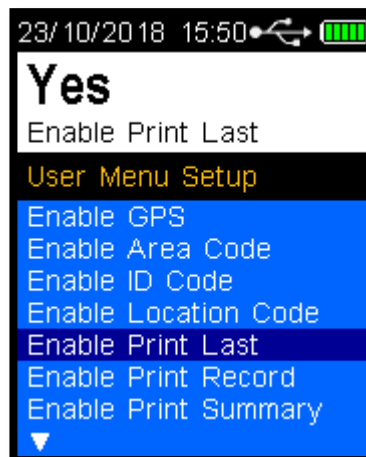 23/10/2018 15:50
Yes
Enable Print Last
User Menu Setup
Enable GPS
Enable Area Code
Enable ID Code
Enable Location Code
Enable Print Last
Enable Print Record
Enable Print Summary